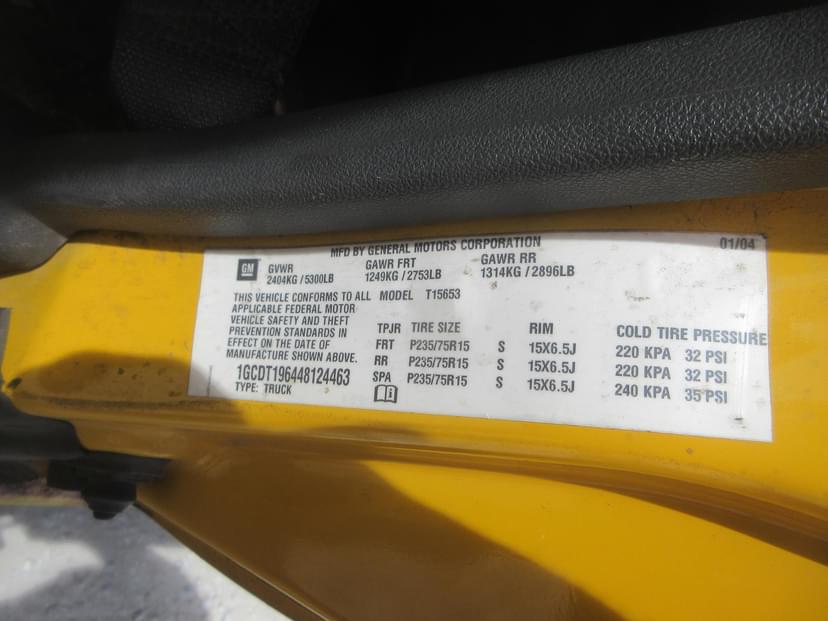 MFD BY GENERAL MOTORS CORPORATION 01/04
GM GVWR GAWR FRT GAWR RR
2404KG / 5300LB 1249KG / 2753LB 1314KG / 2896LB
THIS VEHICLE CONFORMS TO ALL MODEL T15653
APPLICABLE FEDERAL MOTOR
VEHICLE SAFETY AND THEFT
PREVENTION STANDARDS IN
EFFECT ON THE DATE OF
MANUFACTURE SHOWN ABOVE.
1GCDT196448124463
TYPE: TRUCK
TPJR TIRE SIZE RIM COLD TIRE PRESSURE
FRT P235/75R15 S 15X6.5J 220 KPA 32 PSI
RR P235/75R15 S 15X6.5J 220 KPA 32 PSI
SPA P235/75R15 S 15X6.5J 240 KPA 35 PSI